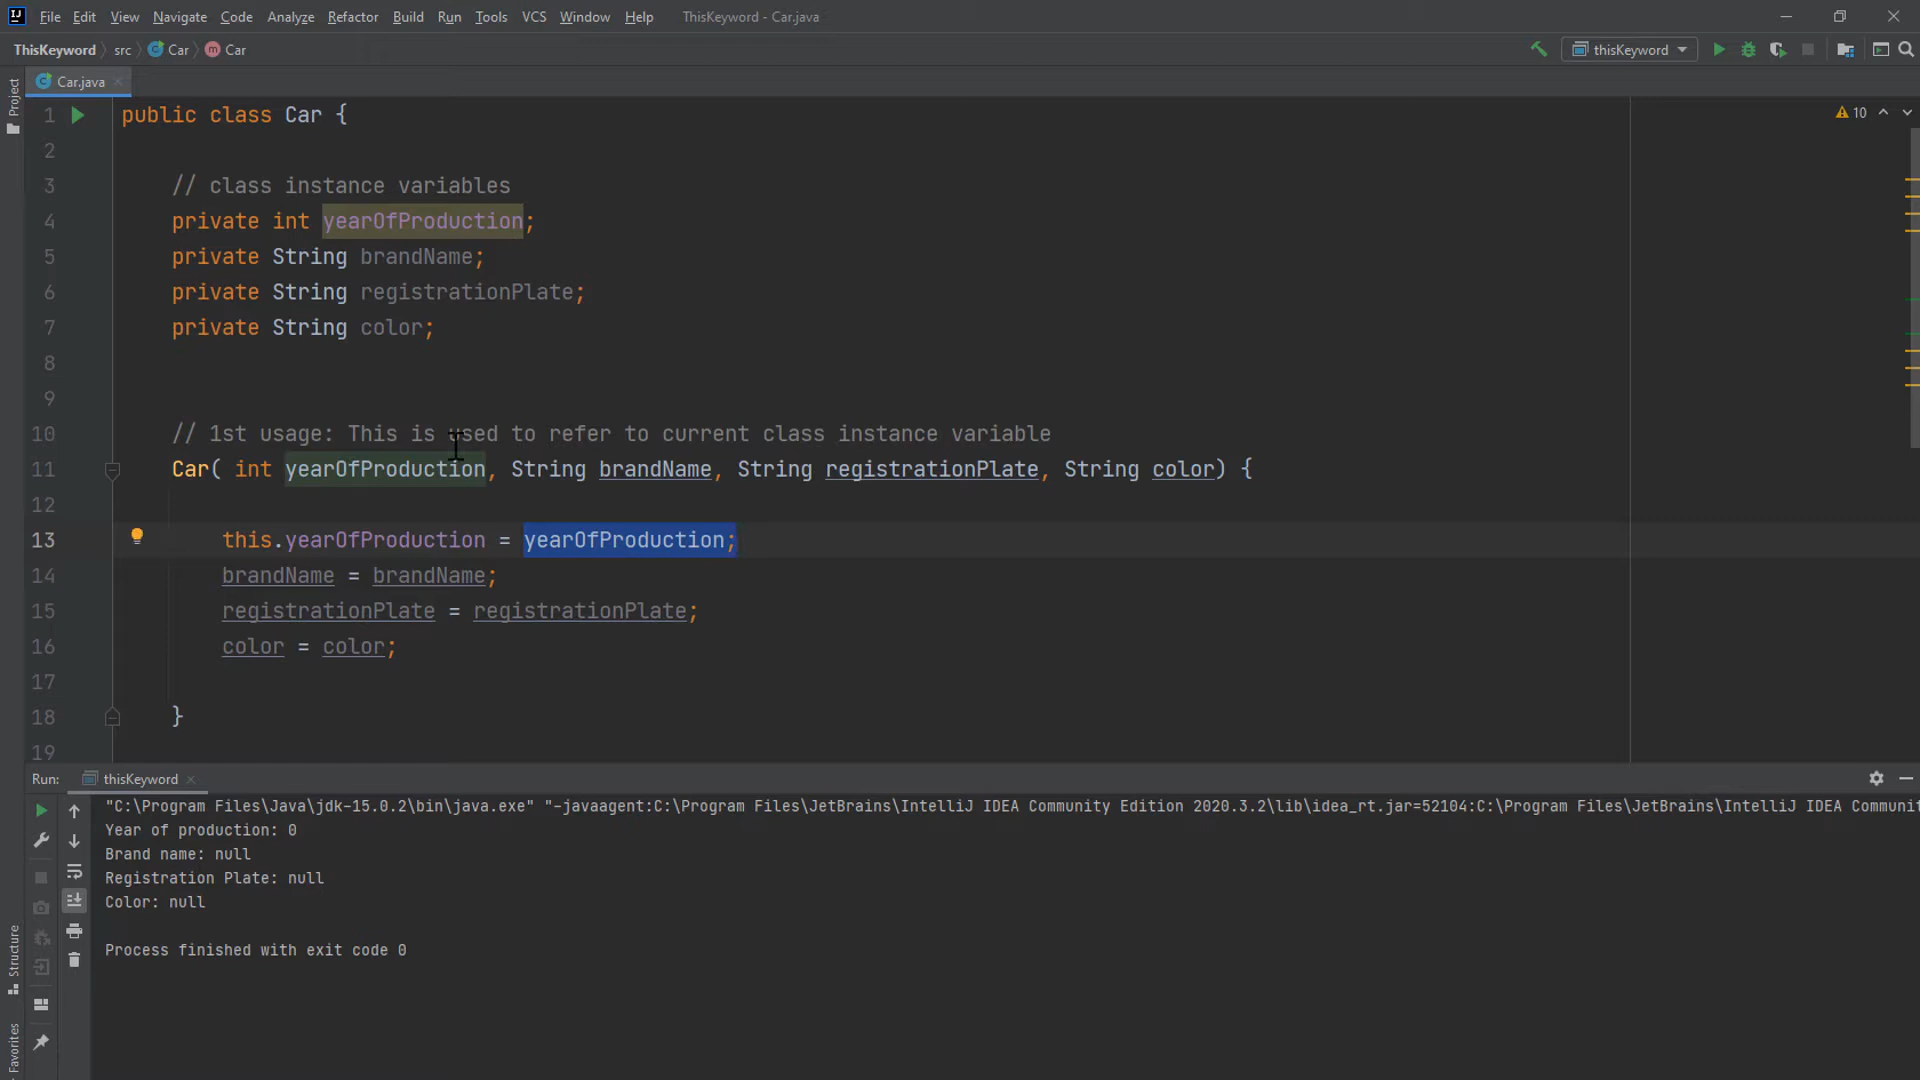 File Edit View Navigate Code Analyze Refactor Build Run Tools VCS Window Help ThisKeyword - Car.java
ThisKeyword src Car Car thisKeyword
Project
Car.java
10
1 public class Car {
2
3 // class instance variables
4 private int yearOfProduction;
5 private String brandName;
6 private String registrationPlate;
7 private String color;
8
9
10 // 1st usage: This is used to refer to current class instance variable
11 Car( int yearOfProduction, String brandName, String registrationPlate, String color) {
12
13 this.yearOfProduction = yearOfProduction;
14 brandName = brandName;
15 registrationPlate = registrationPlate;
16 color = color;
17
18 }
19
Run: thisKeyword
"C:\Program Files\Java\jdk-15.0.2\bin\java.exe" "-javaagent:C:\Program Files\JetBrains\IntelliJ IDEA Community Edition 2020.3.2\lib\idea_rt.jar=52104:C:\Program Files\JetBrains\IntelliJ IDEA Communit
Year of production: 0
Brand name: null
Registration Plate: null
Color: null
Process finished with exit code 0
Structure
Favorites